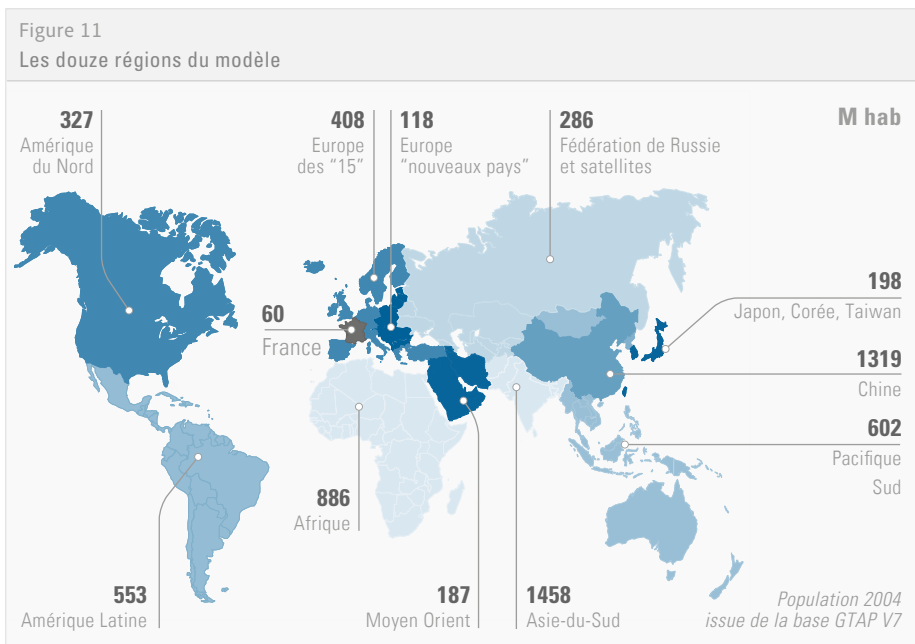 Figure 11
Les douze régions du modèle
M hab
327
Amérique
du Nord
408
Europe
des “15”
118
Europe
“nouveaux pays”
286
Fédération de Russie
et satellites
198
Japon, Corée, Taiwan
60
France
1319
Chine
602
Pacifique
Sud
886
Afrique
553
Amérique Latine
187
Moyen Orient
1458
Asie-du-Sud
Population 2004
issue de la base GTAP V7